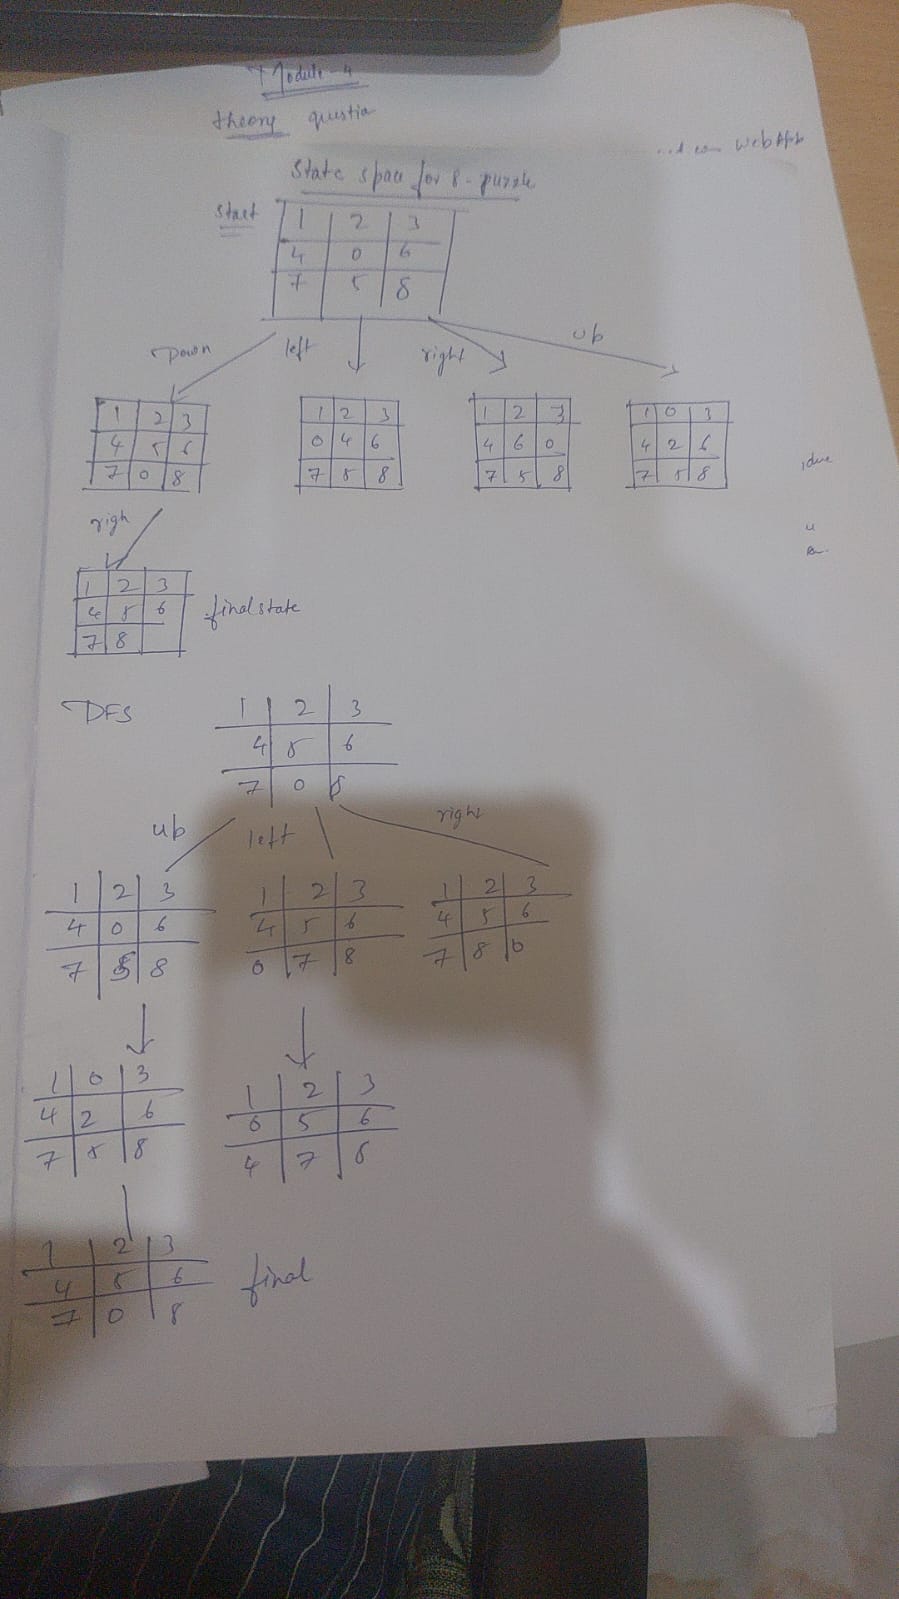 Module-4
theory questio
WebApp
State space for 8-puzzle
Start
1 2 3
4 0 6
7 5 8
Down left right up
1 2 3
4 5 6
7 0 8
1 2 3
0 4 6
7 5 8
1 2 3
4 6 0
7 5 8
1 0 3
4 2 6
7 5 8
righ
1 2 3
4 5 6
7 8
final state
DFS
1 2 3
4 5 6
7 0 8
up left right
1 2 3
4 0 6
7 5 8
1 2 3
4 5 6
0 7 8
1 2 3
4 5 6
7 8 0
1 0 3
4 2 6
7 5 8
1 2 3
0 5 6
4 7 8
1 2 3
4 5 6
7 0 8
final